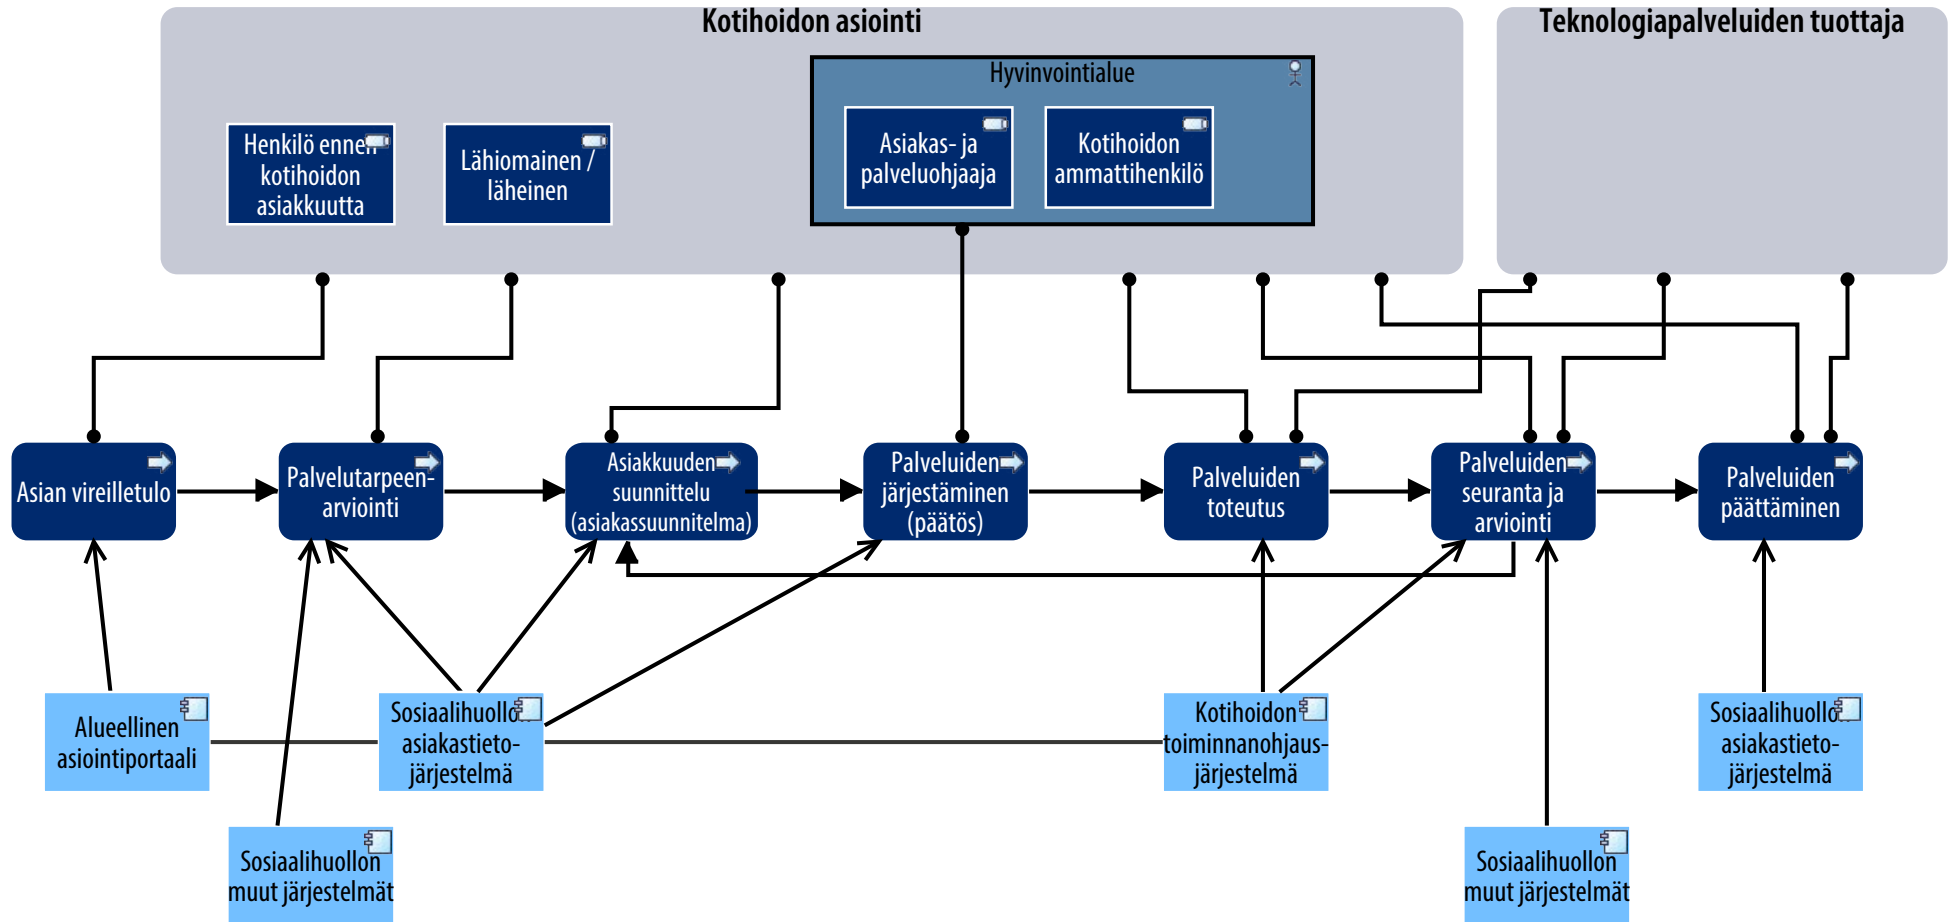 Kotihoidon asiointi
Teknologiapalveluiden tuottaja
Hyvinvointialue
Henkilö ennen
kotihoidon
asiakkuutta
Lähiomainen /
läheinen
Asiakas- ja
palveluohjaaja
Kotihoidon
ammattihenkilö
Asian vireilletulo
Palvelutarpeen-
arviointi
Asiakkuuden
suunnittelu
(asiakassuunnitelma)
Palveluiden
järjestäminen
(päätös)
Palveluiden
toteutus
Palveluiden
seuranta ja
arviointi
Palveluiden
päättäminen
Alueellinen
asiointiportaali
Sosiaalihuollon
asiakastieto-
järjestelmä
Kotihoidon
toiminnanohjaus-
järjestelmä
Sosiaalihuollon
asiakastieto-
järjestelmä
Sosiaalihuollon
muut järjestelmät
Sosiaalihuollon
muut järjestelmät